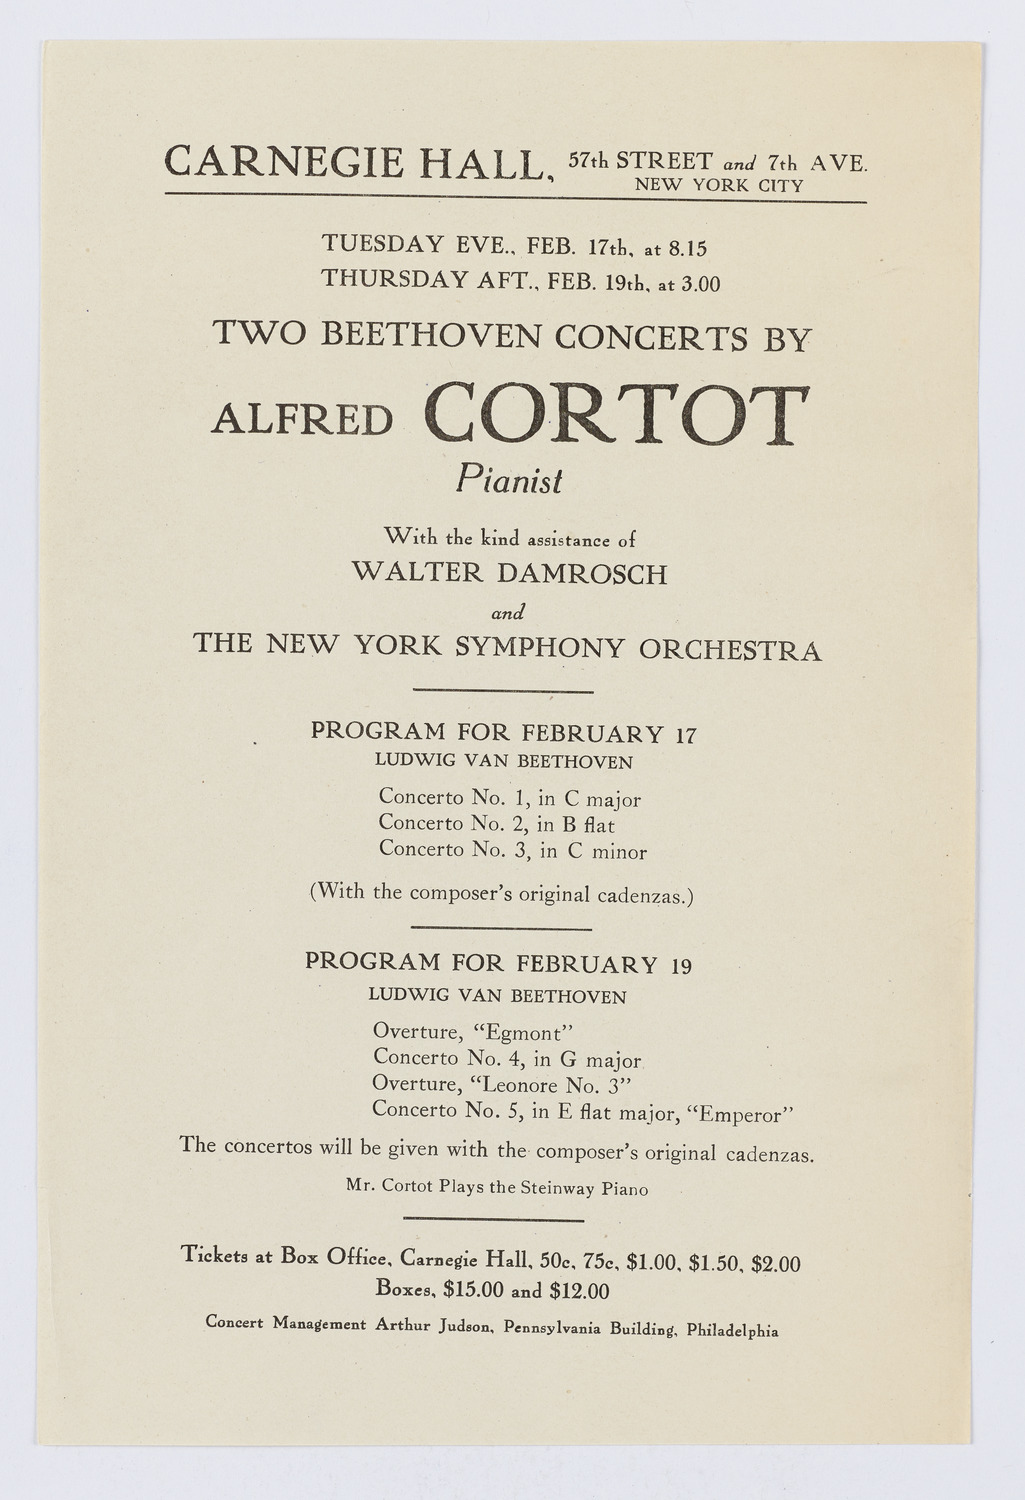 CARNEGIE HALL, 57th STREET and 7th AVE.
NEW YORK CITY
TUESDAY EVE., FEB. 17th, at 8.15
THURSDAY AFT., FEB. 19th, at 3.00
TWO BEETHOVEN CONCERTS BY
ALFRED CORTOT
Pianist
With the kind assistance of
WALTER DAMROSCH
and
THE NEW YORK SYMPHONY ORCHESTRA
PROGRAM FOR FEBRUARY 17
LUDWIG VAN BEETHOVEN
Concerto No. 1, in C major
Concerto No. 2, in B flat
Concerto No. 3, in C minor
(With the composer's original cadenzas.)
PROGRAM FOR FEBRUARY 19
LUDWIG VAN BEETHOVEN
Overture, “Egmont”
Concerto No. 4, in G major
Overture, “Leonore No. 3”
Concerto No. 5, in E flat major, “Emperor”
The concertos will be given with the composer's original cadenzas.
Mr. Cortot Plays the Steinway Piano
Tickets at Box Office, Carnegie Hall, 50c, 75c, $1.00, $1.50, $2.00
Boxes, $15.00 and $12.00
Concert Management Arthur Judson, Pennsylvania Building, Philadelphia